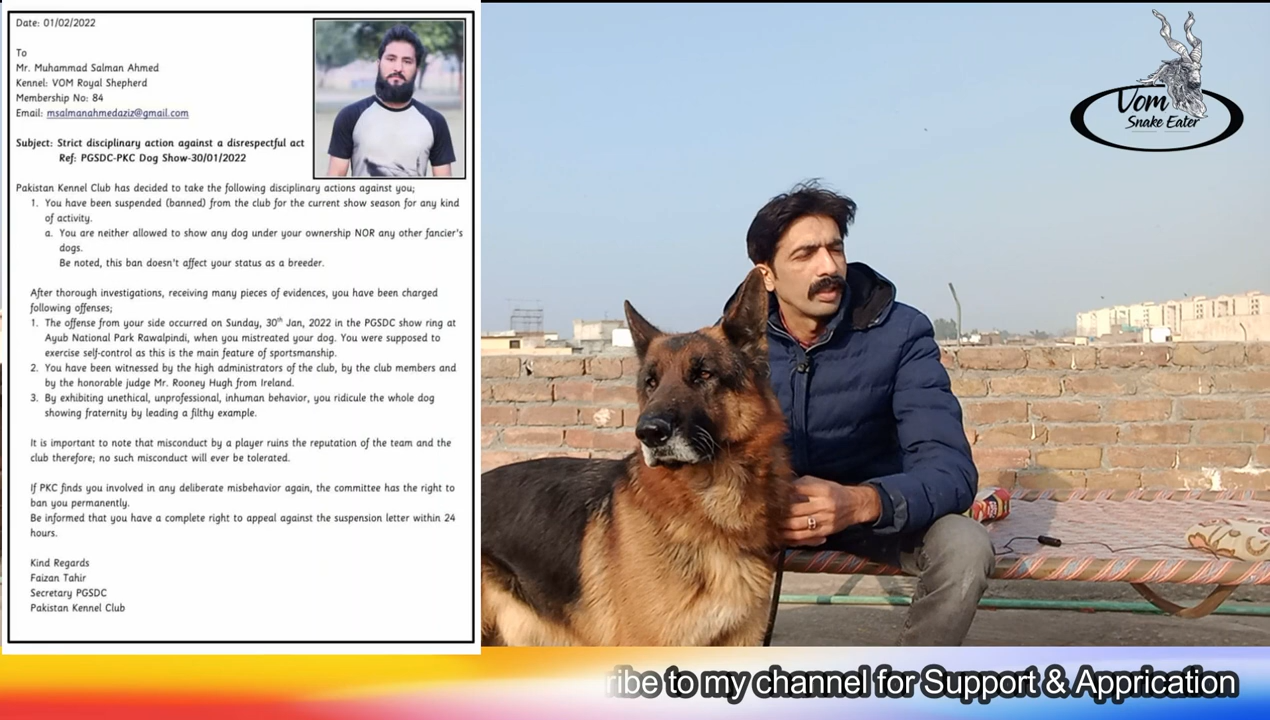 Date: 01/02/2022
To
Mr. Muhammad Salman Ahmed
Kennel: VOM Royal Shepherd
Membership No: 84
Email: msalmanahmedaziz@gmail.com
Subject: Strict disciplinary action against a disrespectful act
Ref: PGSDC-PKC Dog Show-30/01/2022
Pakistan Kennel Club has decided to take the following disciplinary actions against you;
1. You have been suspended (banned) from the club for the current show season for any kind
of activity.
a. You are neither allowed to show any dog under your ownership NOR any other fancier's
dogs.
Be noted, this ban doesn't affect your status as a breeder.
After thorough investigations, receiving many pieces of evidences, you have been charged
following offenses;
1. The offense from your side occurred on Sunday, 30th Jan, 2022 in the PGSDC show ring at
Ayub National Park Rawalpindi, when you mistreated your dog. You were supposed to
exercise self-control as this is the main feature of sportsmanship.
2. You have been witnessed by the high administrators of the club, by the club members and
by the honorable judge Mr. Rooney Hugh from Ireland.
3. By exhibiting unethical, unprofessional, inhuman behavior, you ridicule the whole dog
showing fraternity by leading a filthy example.
It is important to note that misconduct by a player ruins the reputation of the team and the
club therefore; no such misconduct will ever be tolerated.
If PKC finds you involved in any deliberate misbehavior again, the committee has the right to
ban you permanently.
Be informed that you have a complete right to appeal against the suspension letter within 24
hours.
Kind Regards
Faizan Tahir
Secretary PGSDC
Pakistan Kennel Club
Vom
Snake Eater
ribe to my channel for Support & Apprication